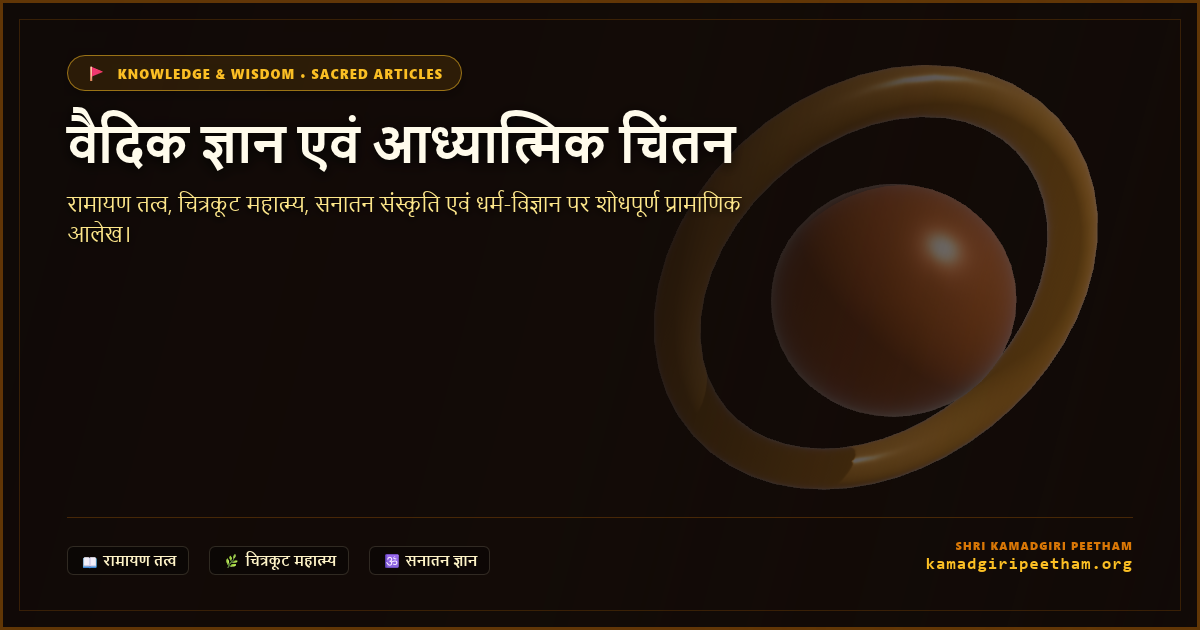 KNOWLEDGE & WISDOM • SACRED ARTICLES
वैदिक ज्ञान एवं आध्यात्मिक चिंतन
रामायण तत्व, चित्रकूट महात्म्य, सनातन संस्कृति एवं धर्म-विज्ञान पर शोधपूर्ण प्रामाणिक
आलेख।
रामायण तत्व
चित्रकूट महात्म्य
🕉 सनातन ज्ञान
SHRI KAMADGIRI PEETHAM
kamadgiripeetham.org